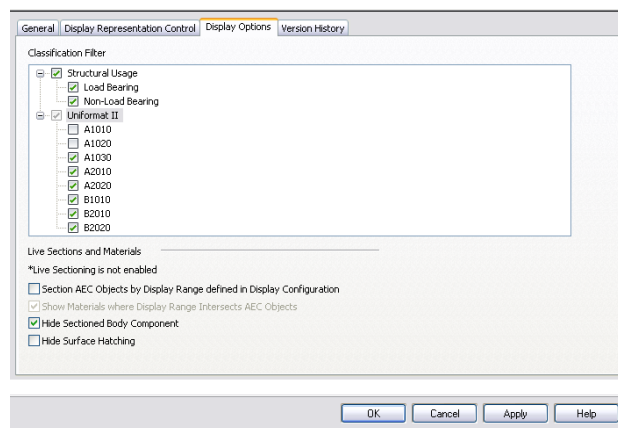 General Display Representation Control Display Options Version History
Classification Filter
Structural Usage
Load Bearing
Non-Load Bearing
Uniformat II
A1010
A1020
A1030
A2010
A2020
B1010
B2010
B2020
Live Sections and Materials
*Live Sectioning is not enabled
Section AEC Objects by Display Range defined in Display Configuration
Show Materials where Display Range Intersects AEC Objects
Hide Sectioned Body Component
Hide Surface Hatching
OK Cancel Apply Help